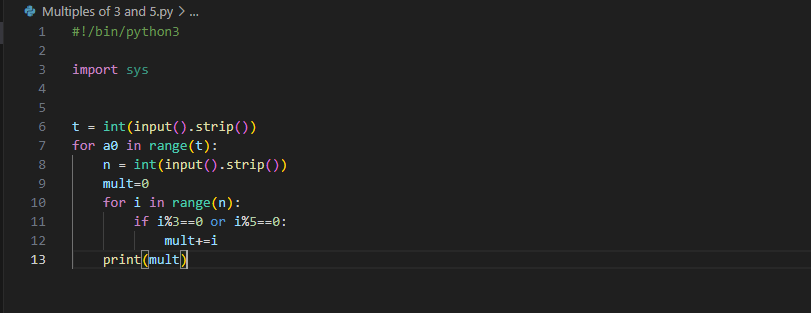 Multiples of 3 and 5.py > ...
1 #!/bin/python3
2
3 import sys
4
5
6 t = int(input().strip())
7 for a0 in range(t):
8     n = int(input().strip())
9     mult=0
10     for i in range(n):
11         if i%3==0 or i%5==0:
12             mult+=i
13     print(mult)